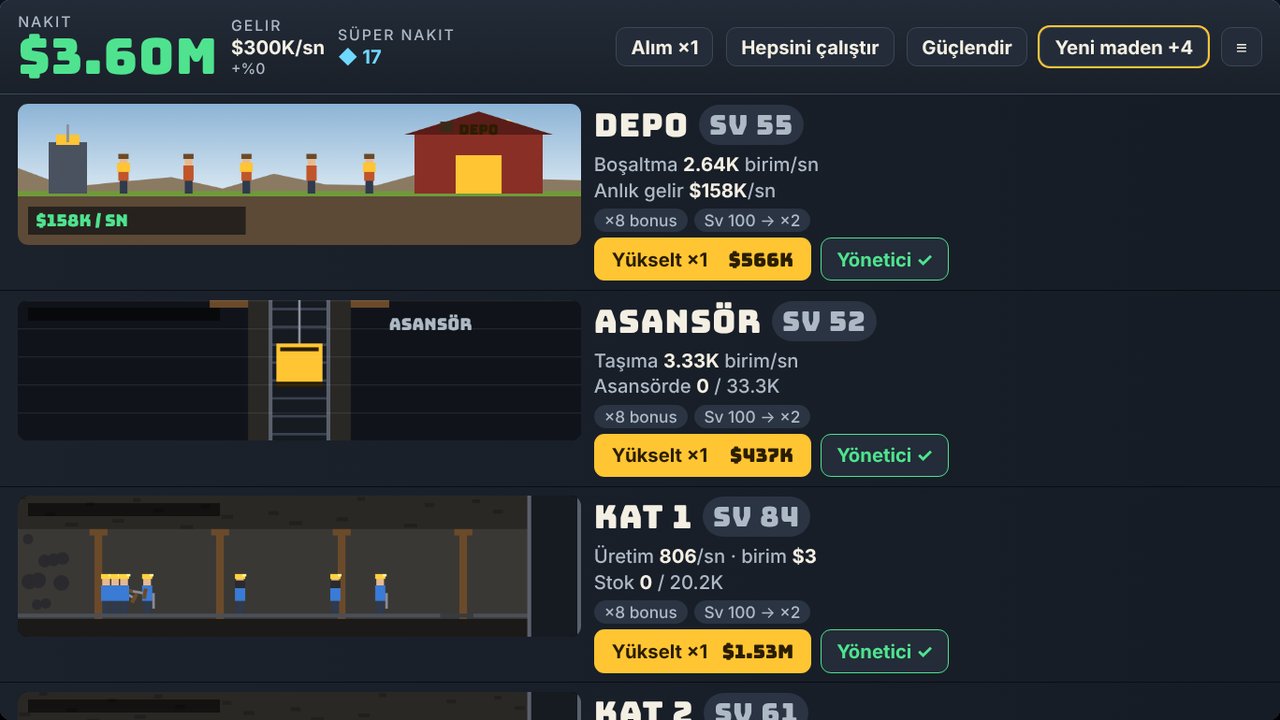 NAKIT
$3.60M
GELIR
$300K/sn
+%0
SÜPER NAKIT
17
Alım ×1
Hepsini çalıştır
Güçlendir
Yeni maden +4
≡
DEPO
$158K / SN
DEPO SV 55
Boşaltma 2.64K birim/sn
Anlık gelir $158K/sn
×8 bonus Sv 100 → ×2
Yükselt ×1 $566K Yönetici ✓
ASANSÖR
ASANSÖR SV 52
Taşıma 3.33K birim/sn
Asansörde 0 / 33.3K
×8 bonus Sv 100 → ×2
Yükselt ×1 $437K Yönetici ✓
KAT 1 SV 84
Üretim 806/sn · birim $3
Stok 0 / 20.2K
×8 bonus Sv 100 → ×2
Yükselt ×1 $1.53M Yönetici ✓
KAT 2 SV 61